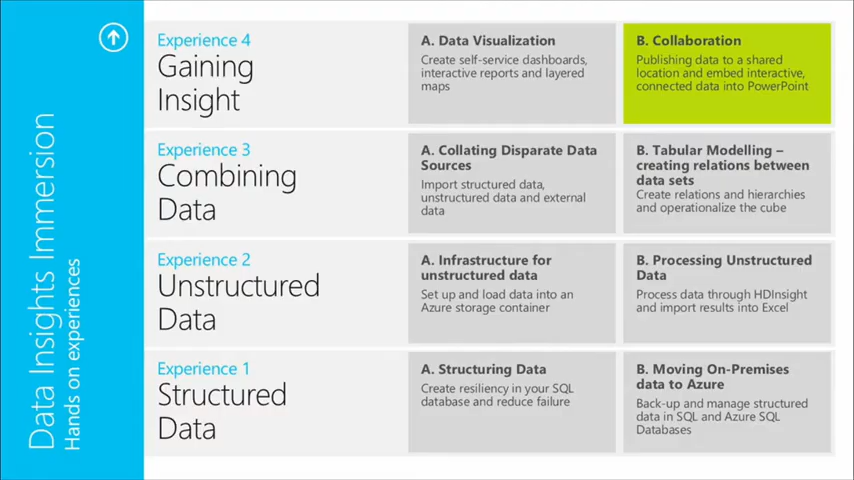 Data Insights Immersion
Hands on experiences
Experience 4
Gaining
Insight
A. Data Visualization
Create self-service dashboards,
interactive reports and layered
maps
B. Collaboration
Publishing data to a shared
location and embed interactive,
connected data into PowerPoint
Experience 3
Combining
Data
A. Collating Disparate Data
Sources
Import structured data,
unstructured data and external
data
B. Tabular Modelling –
creating relations between
data sets
Create relations and hierarchies
and operationalize the cube
Experience 2
Unstructured
Data
A. Infrastructure for
unstructured data
Set up and load data into an
Azure storage container
B. Processing Unstructured
Data
Process data through HDInsight
and import results into Excel
Experience 1
Structured
Data
A. Structuring Data
Create resiliency in your SQL
database and reduce failure
B. Moving On-Premises
data to Azure
Back-up and manage structured
data in SQL and Azure SQL
Databases